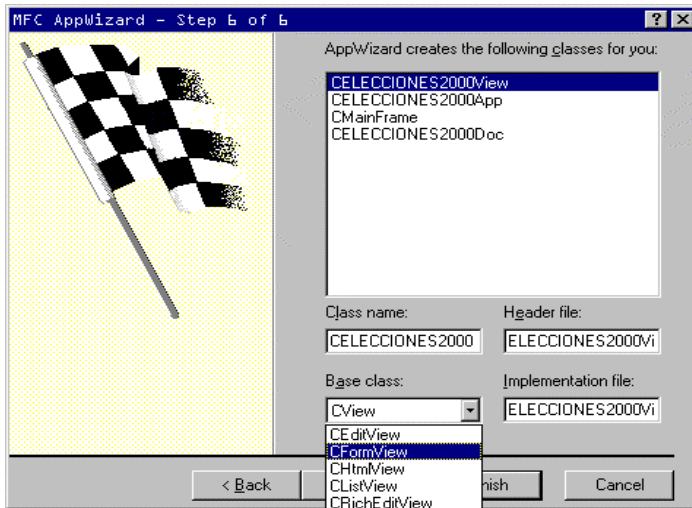 MFC AppWizard - Step 6 of 6
AppWizard creates the following classes for you:
CELECCIONES2000View
CELECCIONES2000App
CMainFrame
CELECCIONES2000Doc
Class name: Header file:
CELECCIONES2000 ELECCIONES2000Vi
Base class: Implementation file:
CView ELECCIONES2000Vi
CEditView
CFormView
CHtmlView
CListView
CRichEditView
< Back nish Cancel